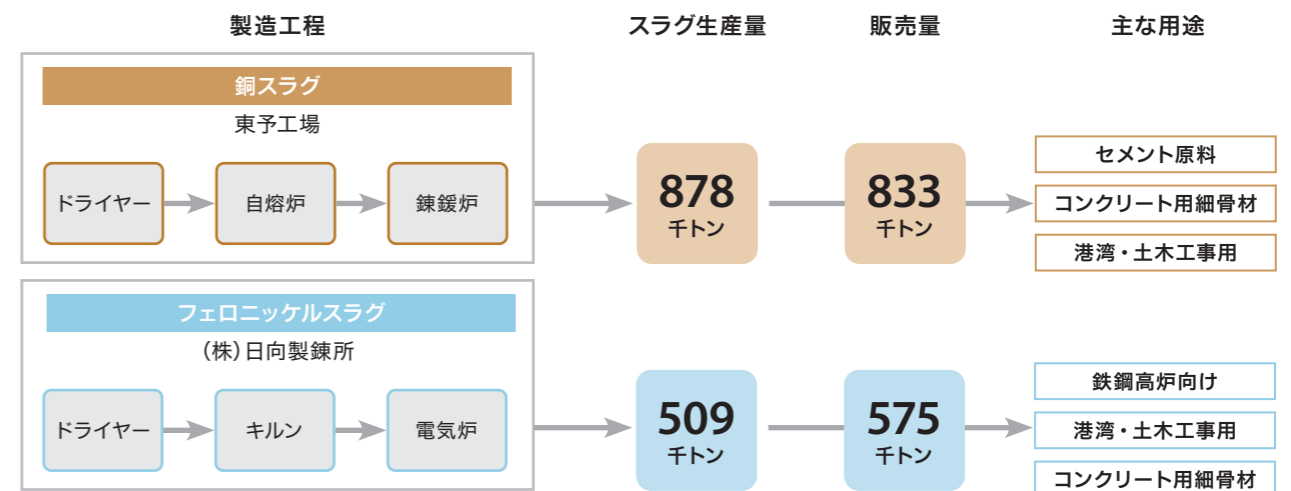 製造工程
スラグ生産量
販売量
主な用途
銅スラグ
東予工場
ドライヤー
自熔炉
錬鍰炉
878
千トン
833
千トン
セメント原料
コンクリート用細骨材
港湾・土木工事用
フェロニッケルスラグ
(株)日向製錬所
ドライヤー
キルン
電気炉
509
千トン
575
千トン
鉄鋼高炉向け
港湾・土木工事用
コンクリート用細骨材